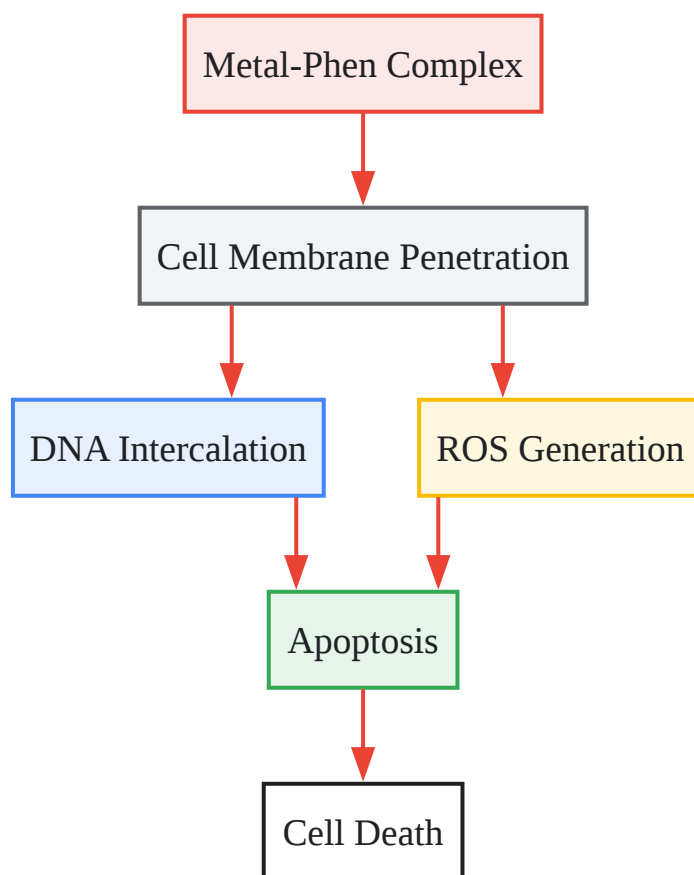 Metal-Phen Complex
Cell Membrane Penetration
DNA Intercalation
ROS Generation
Apoptosis
Cell Death